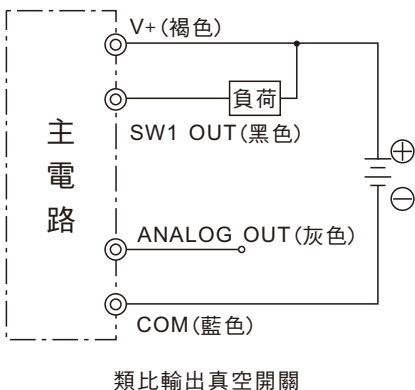 V+(褐色)
負荷
SW1 OUT(黑色)
主電路
ANALOG OUT(灰色)
COM(藍色)
類比輸出真空開關